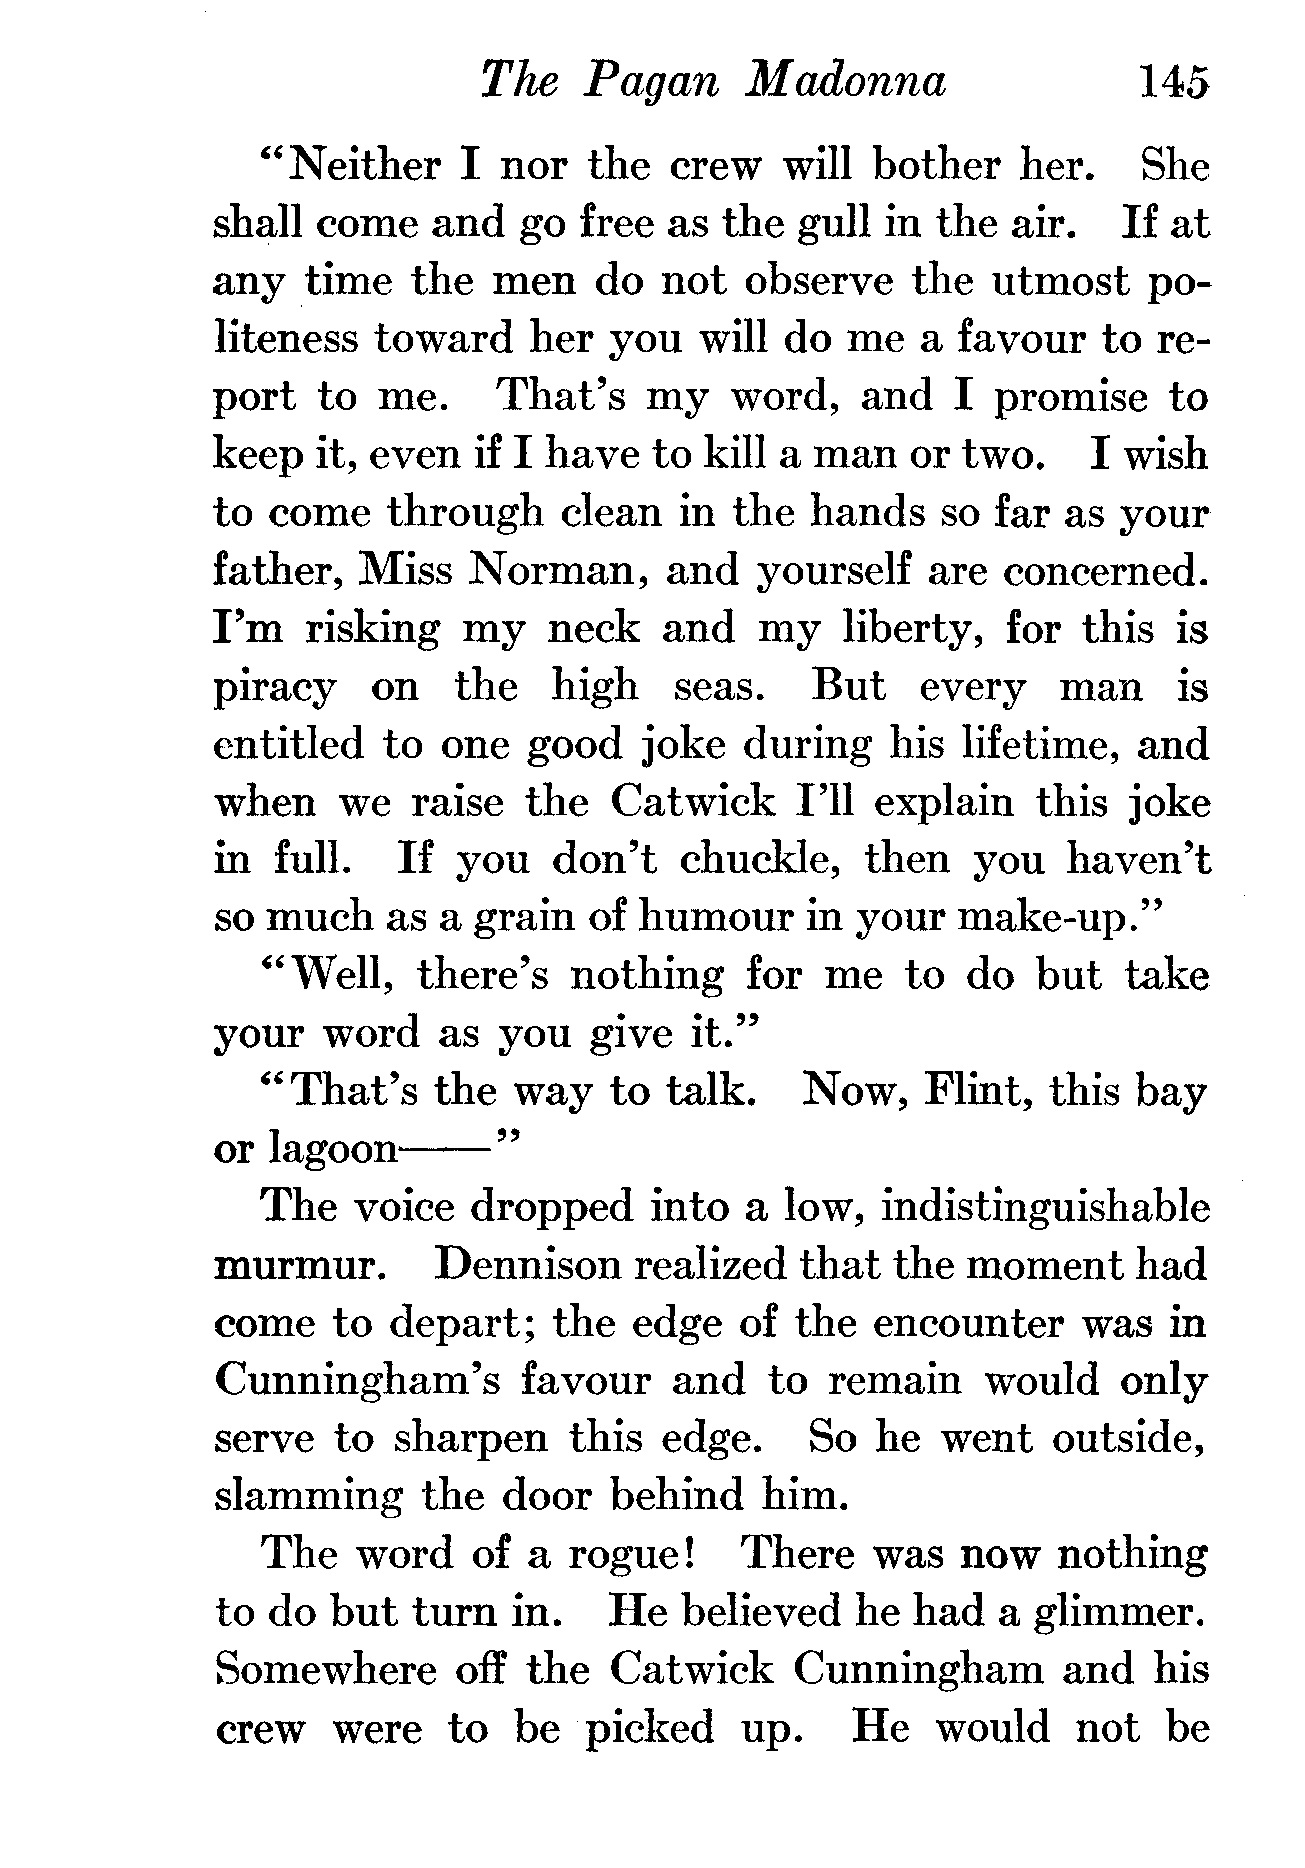 The Pagan Madonna 145
“Neither I nor the crew will bother her. She
shall come and go free as the gull in the air. If at
any time the men do not observe the utmost po-
liteness toward her you will do me a favour to re-
port to me. That’s my word, and I promise to
keep it, even if I have to kill a man or two. I wish
to come through clean in the hands so far as your
father, Miss Norman, and yourself are concerned.
I’m risking my neck and my liberty, for this is
piracy on the high seas. But every man is
entitled to one good joke during his lifetime, and
when we raise the Catwick I’ll explain this joke
in full. If you don’t chuckle, then you haven’t
so much as a grain of humour in your make-up.”
“Well, there’s nothing for me to do but take
your word as you give it.”
“That’s the way to talk. Now, Flint, this bay
or lagoon——”
The voice dropped into a low, indistinguishable
murmur. Dennison realized that the moment had
come to depart; the edge of the encounter was in
Cunningham’s favour and to remain would only
serve to sharpen this edge. So he went outside,
slamming the door behind him.
The word of a rogue! There was now nothing
to do but turn in. He believed he had a glimmer.
Somewhere off the Catwick Cunningham and his
crew were to be picked up. He would not be